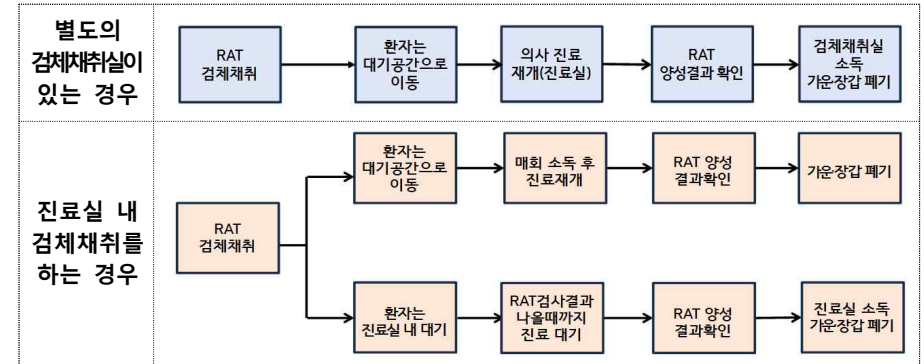 별도의
검체채취실이
있는 경우
RAT
검체채취
환자는
대기공간으로
이동
의사 진료
재개(진료실)
RAT
양성결과 확인
검체채취실
소독
가운장갑 폐기
진료실 내
검체채취를
하는 경우
RAT
검체채취
환자는
대기공간으로
이동
매회 소독 후
진료재개
RAT 양성
결과확인
가운장갑 폐기
환자는
진료실 내 대기
RAT검사결과
나올때까지
진료 대기
RAT 양성
결과확인
진료실 소독
가운장갑 폐기